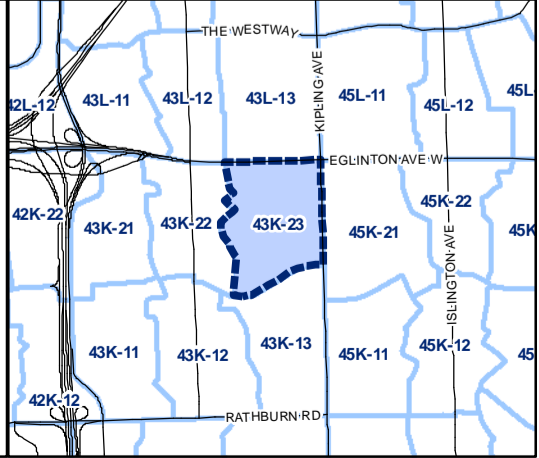 THE WESTWAY
KIPLING AVE
42L-12
43L-11
43L-12
43L-13
45L-11
45L-12
45L
EGLINTON AVE W
42K-22
43K-21
43K-22
43K-23
45K-21
45K-22
45K
ISLINGTON AVE
43K-11
43K-12
43K-13
45K-11
45K-12
45
42K-12
RATHBURN RD